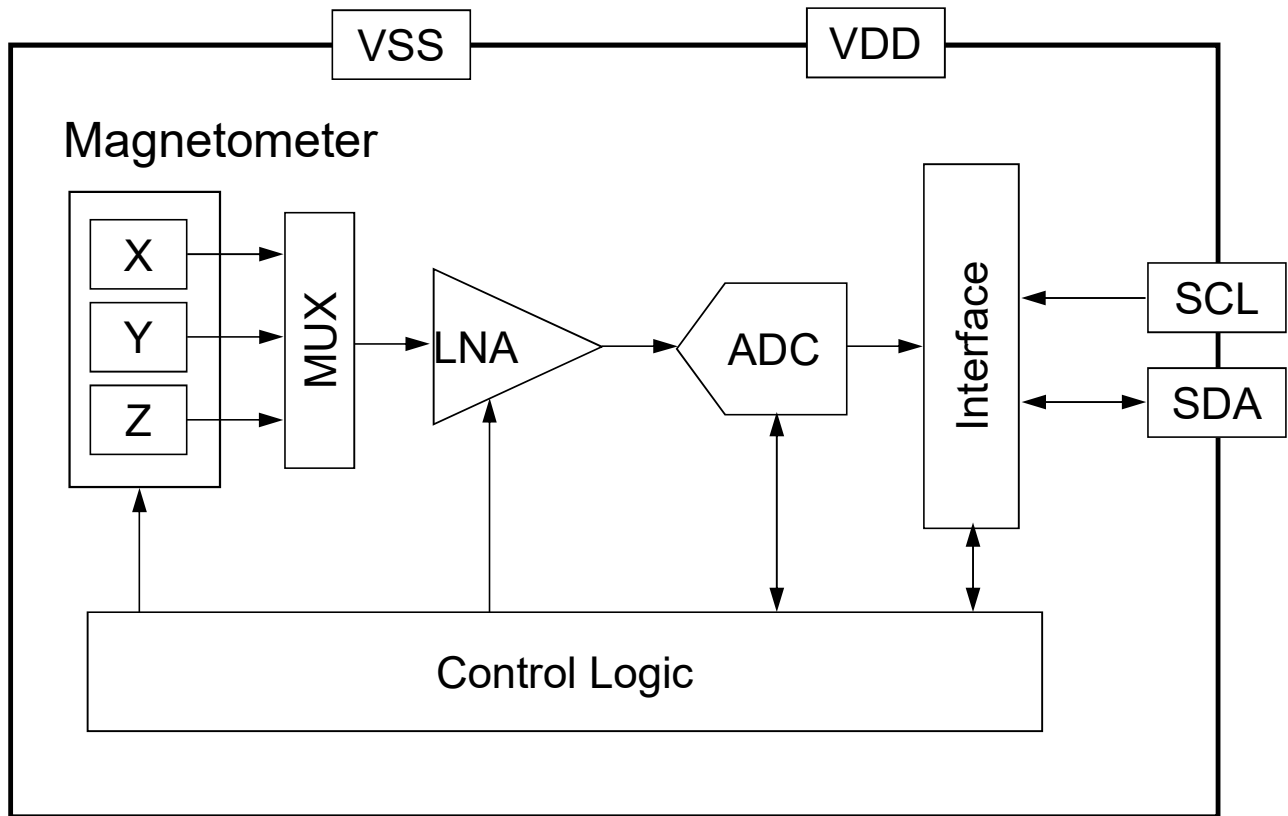 VSS
VDD
Magnetometer
X
Y
Z
MUX
LNA
ADC
Interface
SCL
SDA
Control Logic